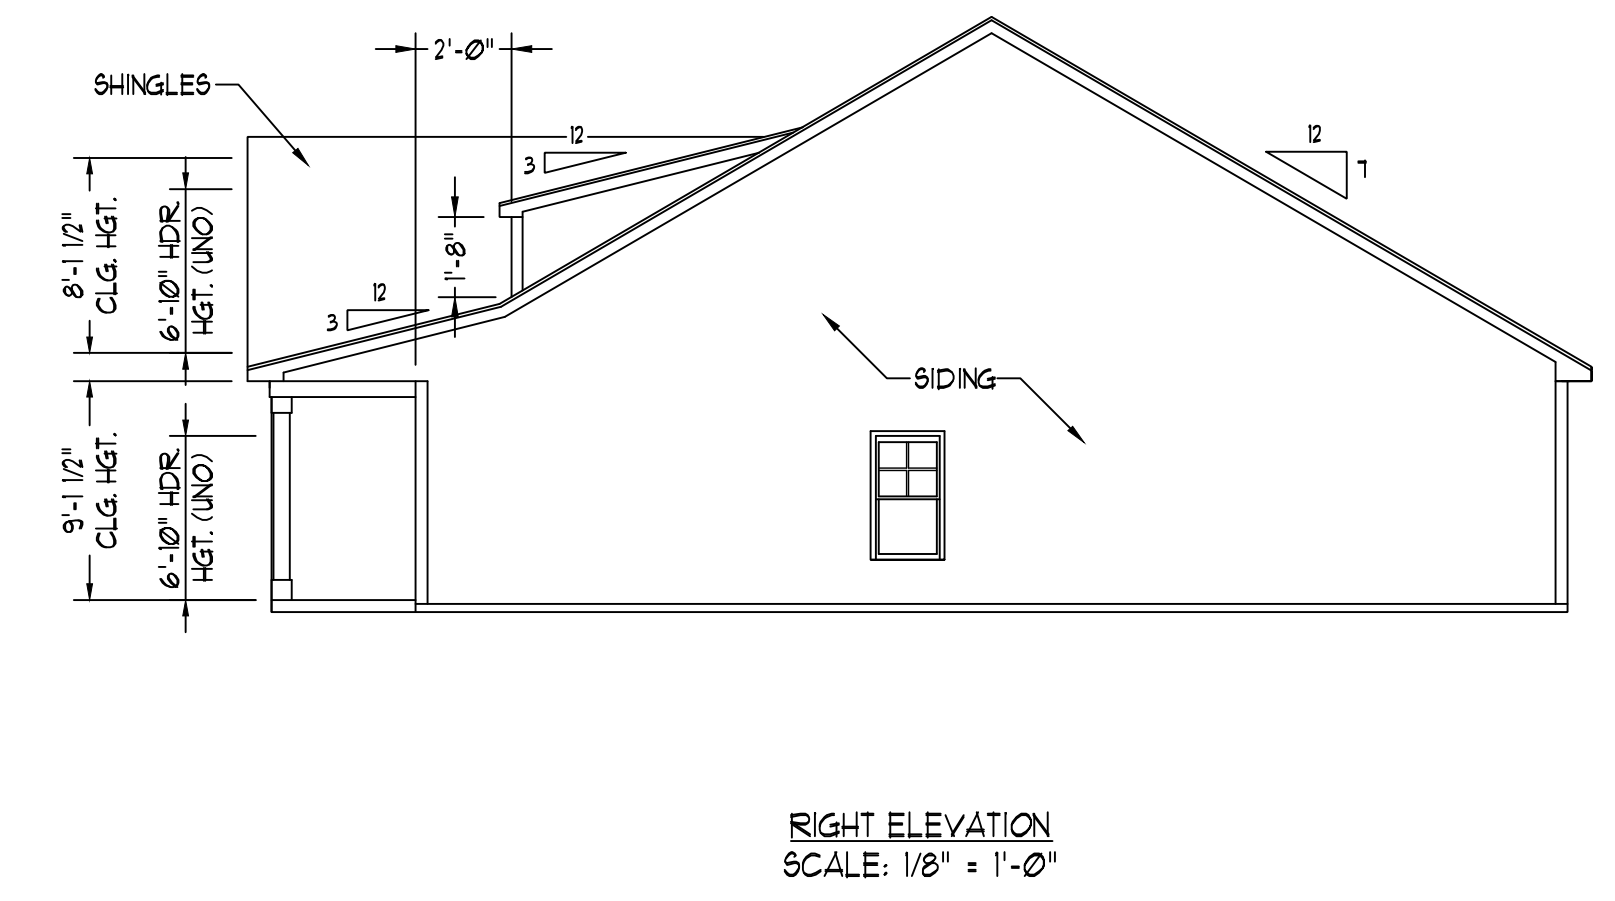 2'-0"
SHINGLES
12
3
12
7
8'-1 1/2"
CLG. HGT.
6'-10" HDR.
HGT. (UNO)
1'-8"
12
3
SIDING
9'-1 1/2"
CLG. HGT.
6'-10" HDR.
HGT. (UNO)
RIGHT ELEVATION
SCALE: 1/8" = 1'-0"